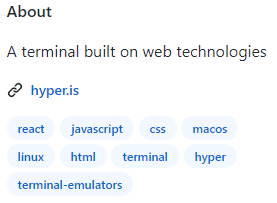 About
A terminal built on web technologies
hyper.is
react javascript css macos
linux html terminal hyper
terminal-emulators